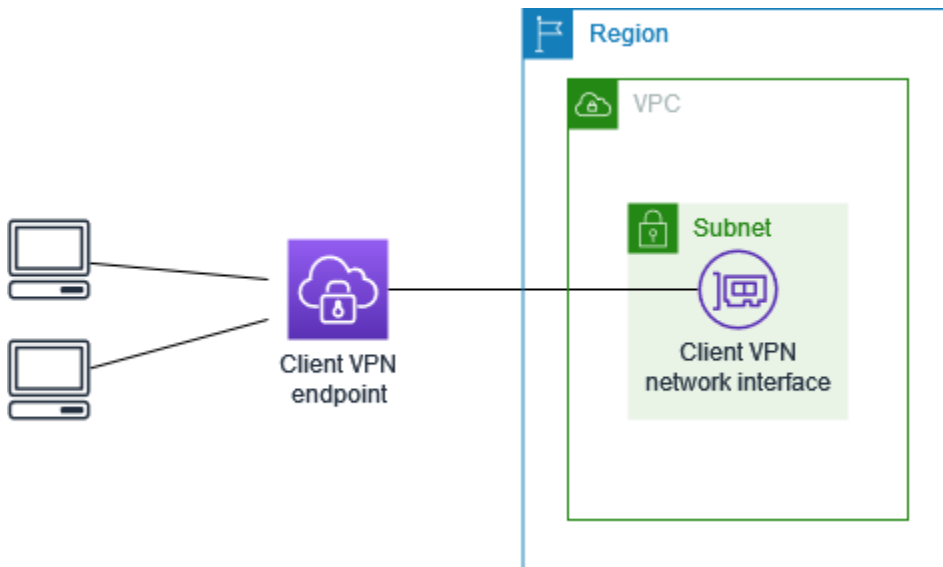 Region
VPC
Subnet
Client VPN
endpoint
Client VPN
network interface